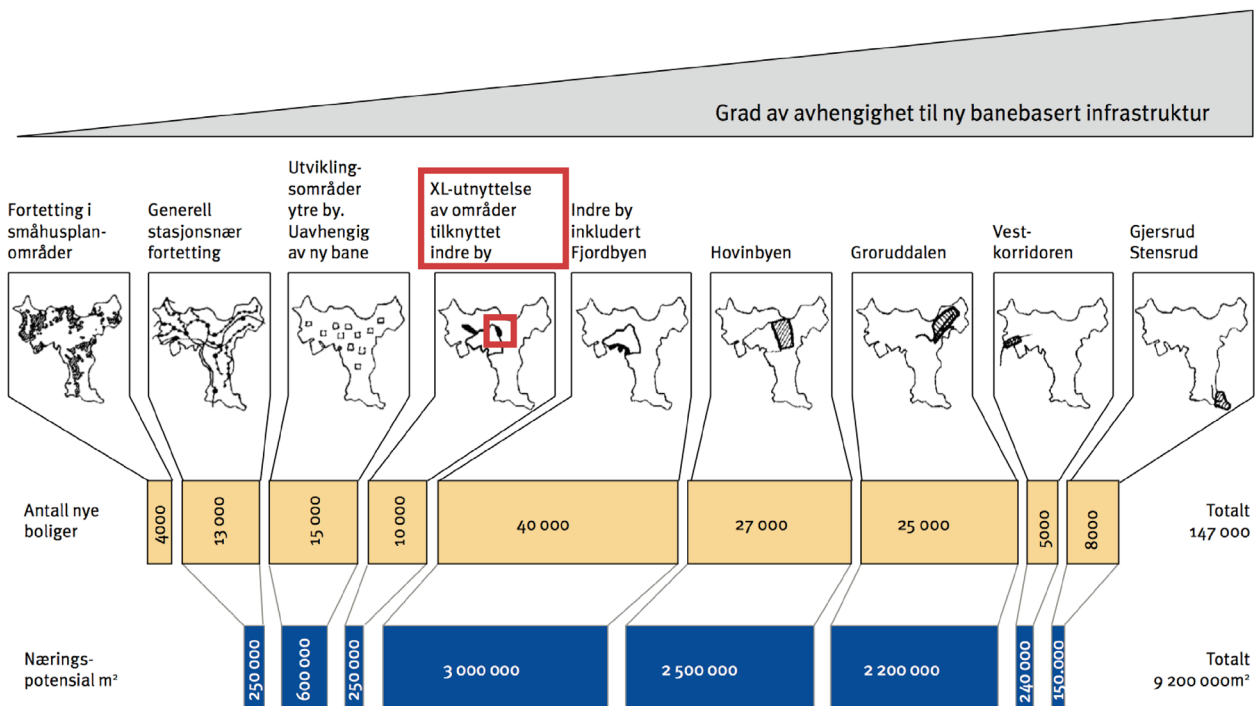 Grad av avhengighet til ny banebasert infrastruktur
Fortetting i
småhusplan-
områder
Generell
stasjonsnær
fortetting
Utvikling-
sområder
ytre by.
Uavhengig
av ny bane
XL-utnyttelse
av områder
tilknyttet
indre by
Indre by
inkludert
Fjordbyen
Hovinbyen
Groruddalen
Vest-
korridoren
Gjersrud
Stensrud
Antall nye
boliger
4000
13 000
15 000
10 000
40 000
27 000
25 000
5000
8000
Totalt
147 000
Nærings-
potensial m²
250 000
600 000
250 000
3 000 000
2 500 000
2 200 000
240 000
150.000
Totalt
9 200 000m²